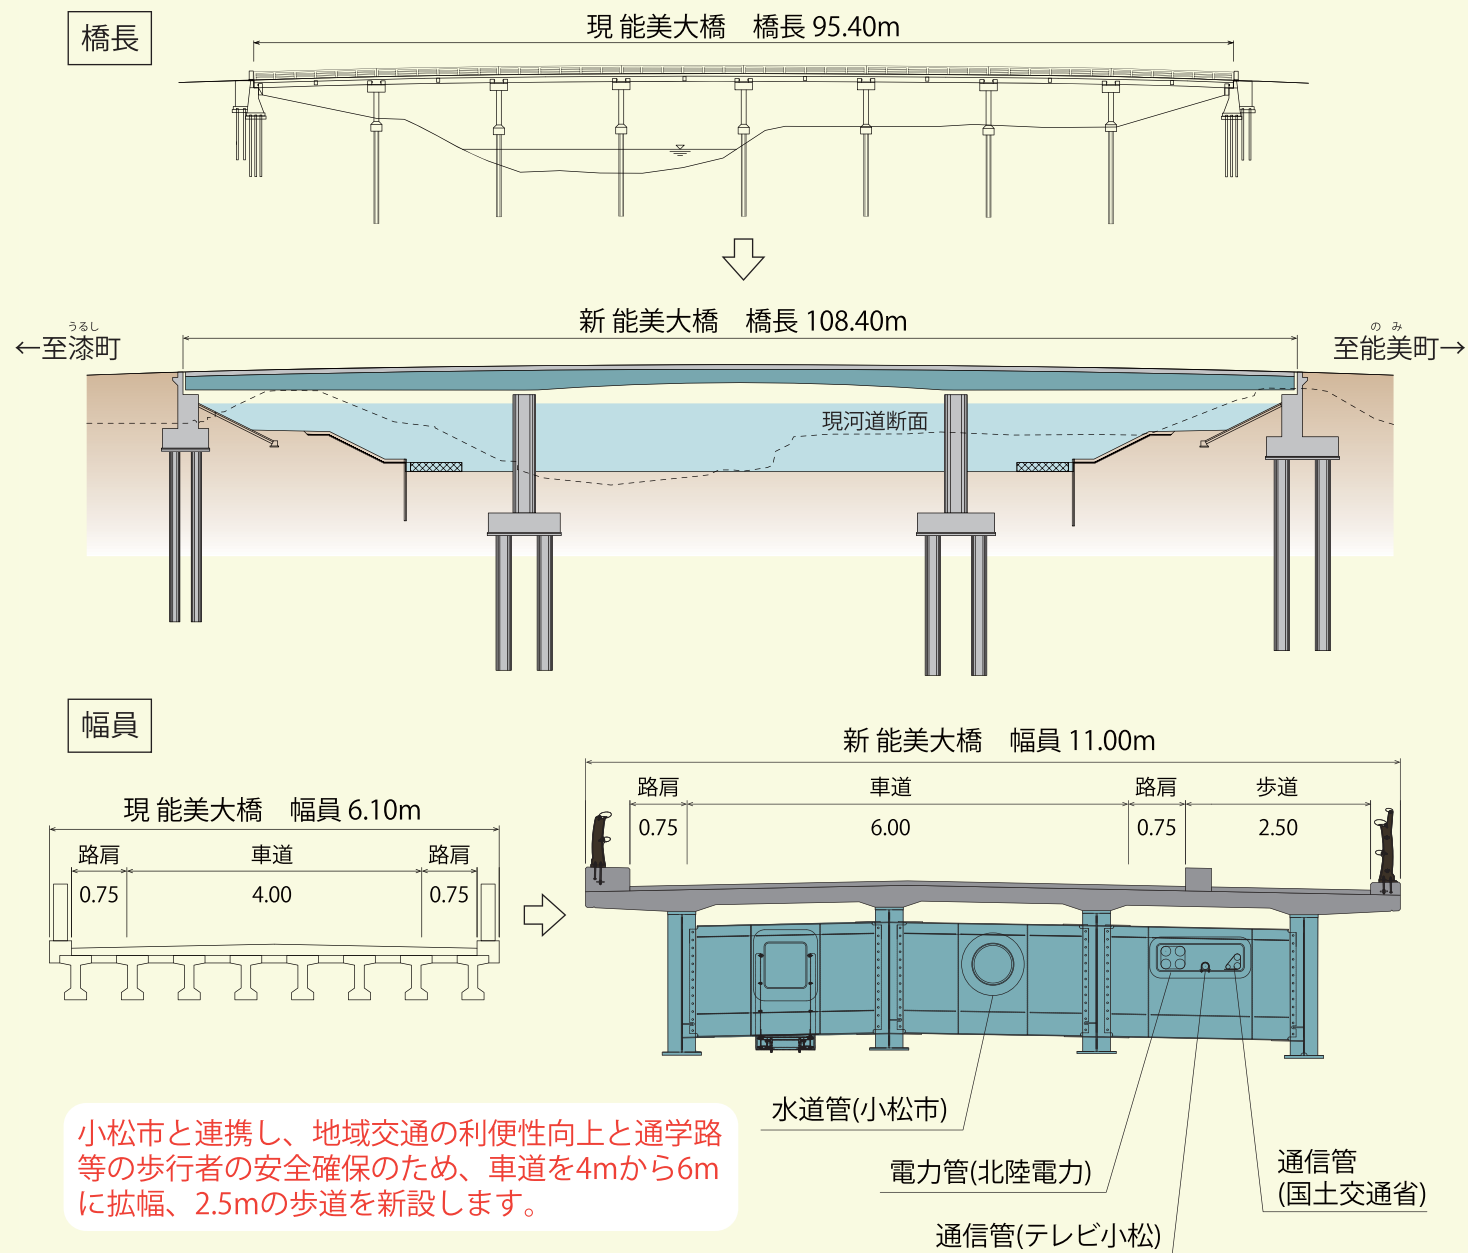 橋長
現 能美大橋　橋長 95.40m
新 能美大橋　橋長 108.40m
うるし
←至漆町
のみ
至能美町→
現河道断面
幅員
新 能美大橋　幅員 11.00m
路肩 車道 路肩 歩道
0.75 6.00 0.75 2.50
現 能美大橋　幅員 6.10m
路肩 車道 路肩
0.75 4.00 0.75
水道管(小松市)
電力管(北陸電力)
通信管(テレビ小松)
通信管
(国土交通省)
小松市と連携し、地域交通の利便性向上と通学路
等の歩行者の安全確保のため、車道を4mから6m
に拡幅、2.5mの歩道を新設します。